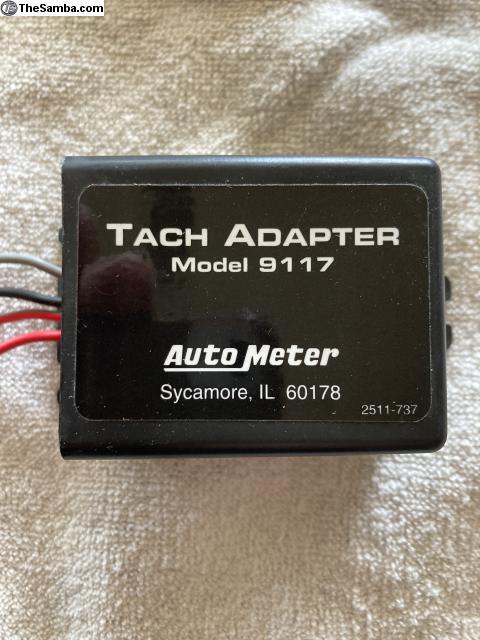 TheSamba.com
TACH ADAPTER
Model 9117
Auto Meter
Sycamore, IL 60178
2511-737